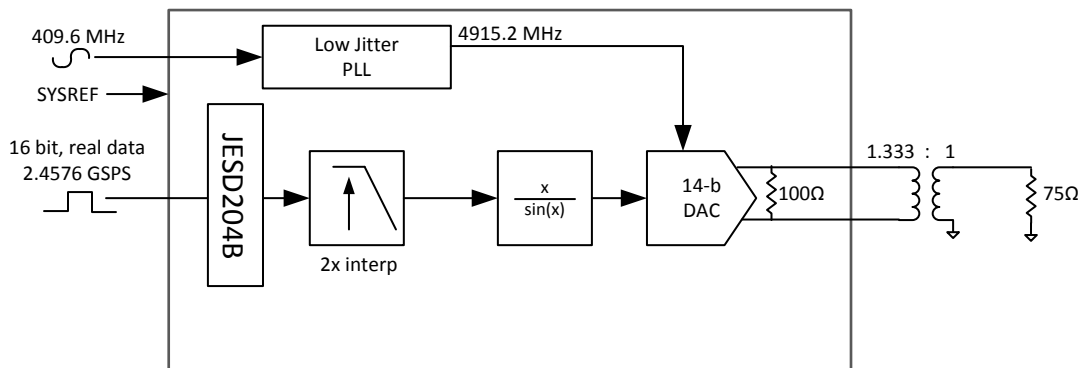 409.6 MHz
Low Jitter
PLL
4915.2 MHz
SYSREF
16 bit, real data
2.4576 GSPS
JESD204B
2x interp
x
sin(x)
14-b
DAC
100Ω
1.333 : 1
75Ω